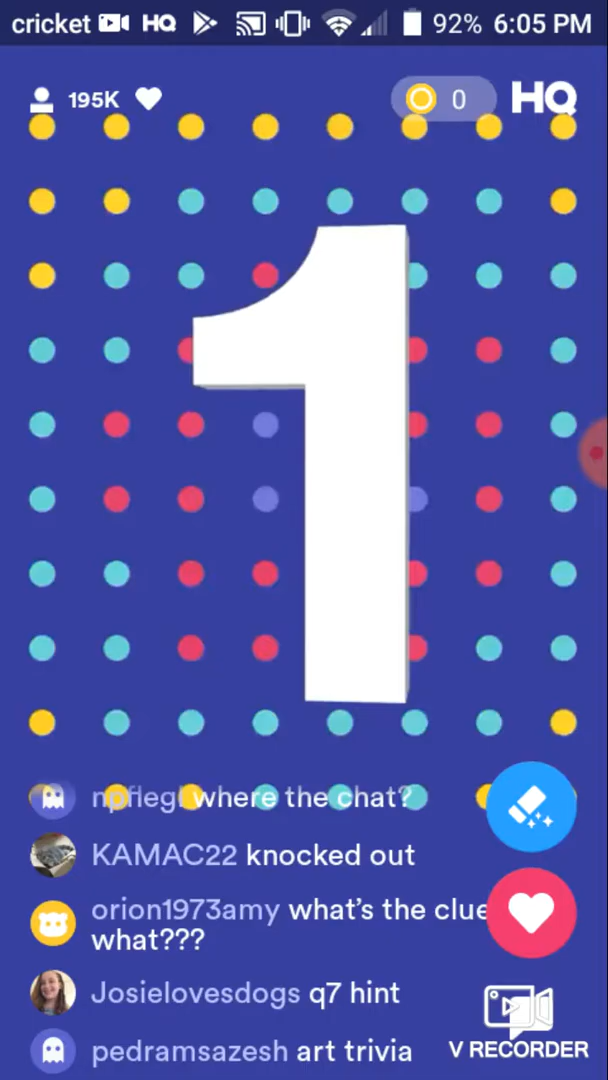 cricket HQ 92% 6:05 PM
195K 0 HQ
1
npflegl where the chat?
KAMAC22 knocked out
orion1973amy what's the clue
what???
Josielovesdogs q7 hint
pedramsazesh art trivia
V RECORDER